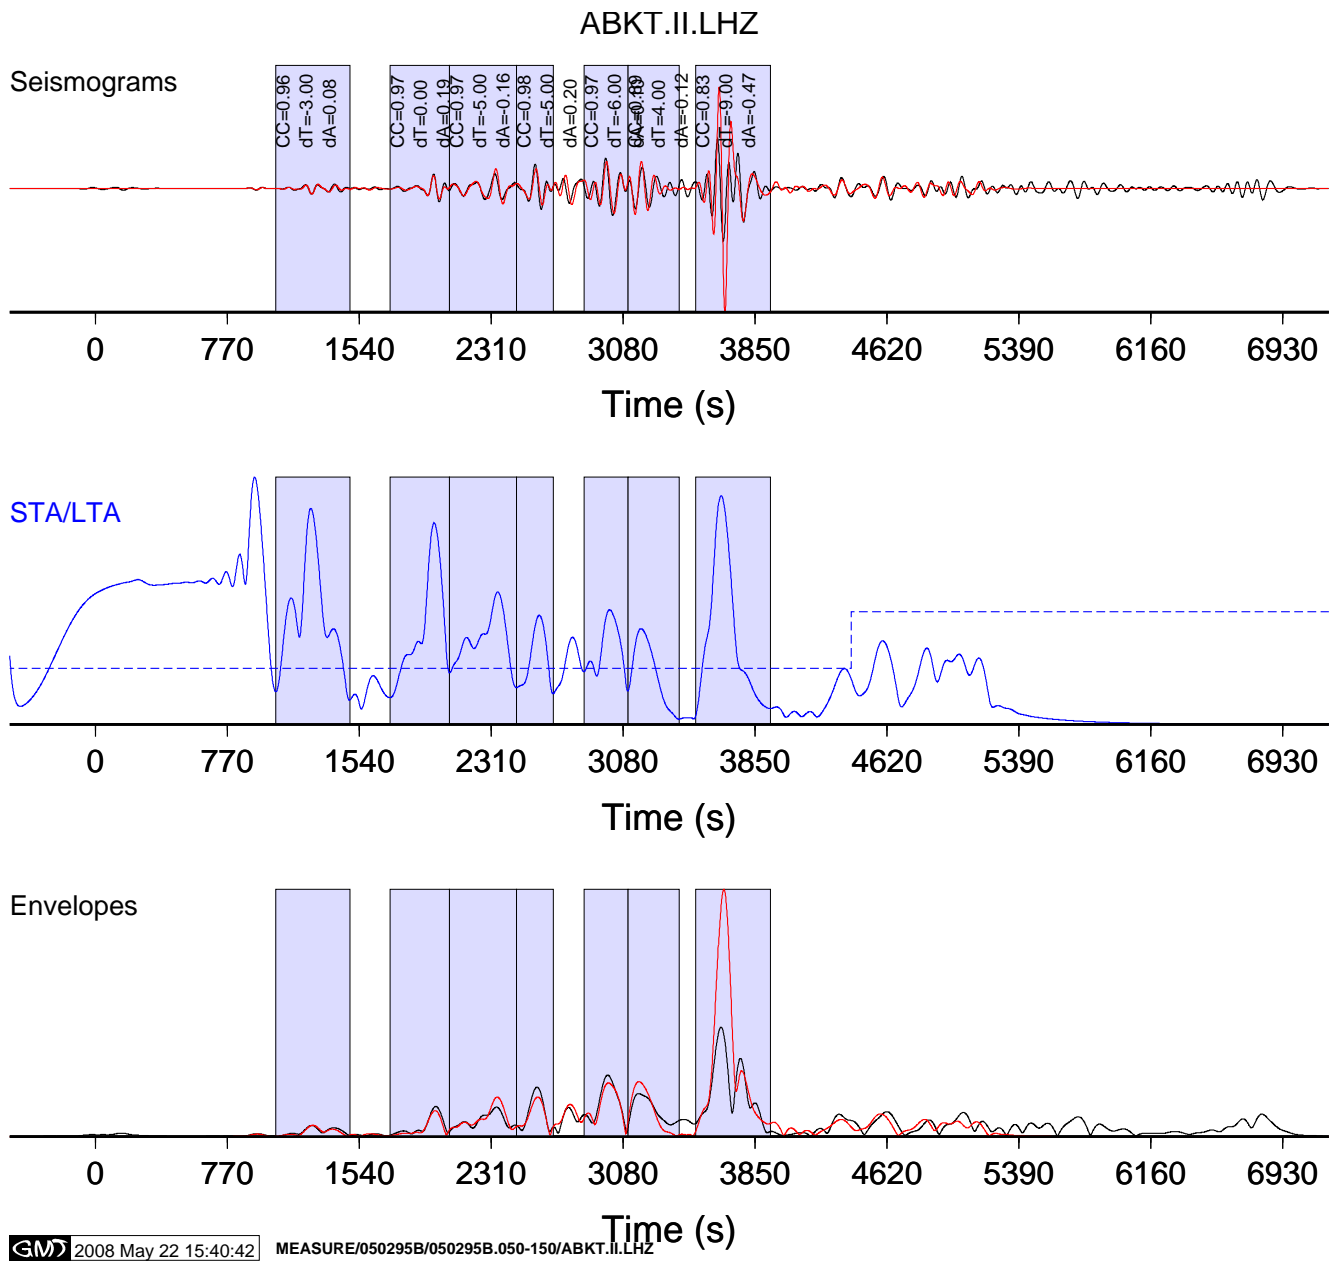 ABKT.II.LHZ
Seismograms
CC=0.96
dT=-3.00
dA=0.08
CC=0.97
dT=0.00
dA=0.19
CC=0.97
dT=-5.00
dA=-0.16
CC=0.98
dT=-5.00
dA=0.20
CC=0.97
dT=-6.00
dT=4.00
dA=-0.12
CC=0.83
dT=-9.00
dA=-0.47
0 770 1540 2310 3080 3850 4620 5390 6160 6930
Time (s)
STA/LTA
0 770 1540 2310 3080 3850 4620 5390 6160 6930
Time (s)
Envelopes
0 770 1540 2310 3080 3850 4620 5390 6160 6930
Time (s)
GMT 2008 May 22 15:40:42 MEASURE/050295B/050295B.050-150/ABKT.II.LHZ